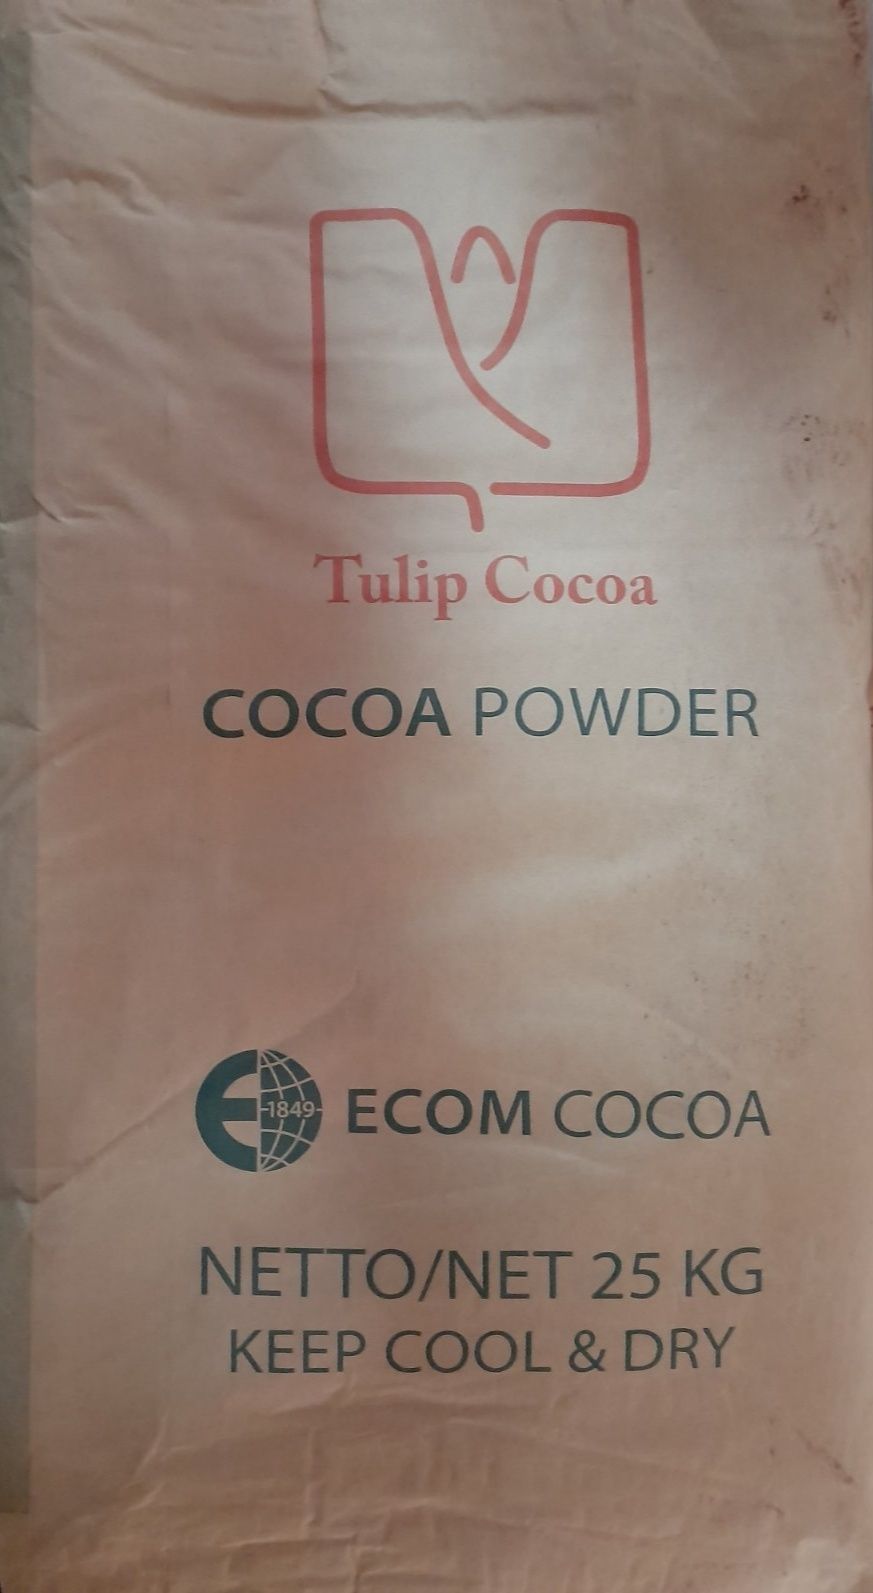 Tulip Cocoa
COCOA POWDER
1849
ECOM COCOA
NETTO/NET 25 KG
KEEP COOL & DRY